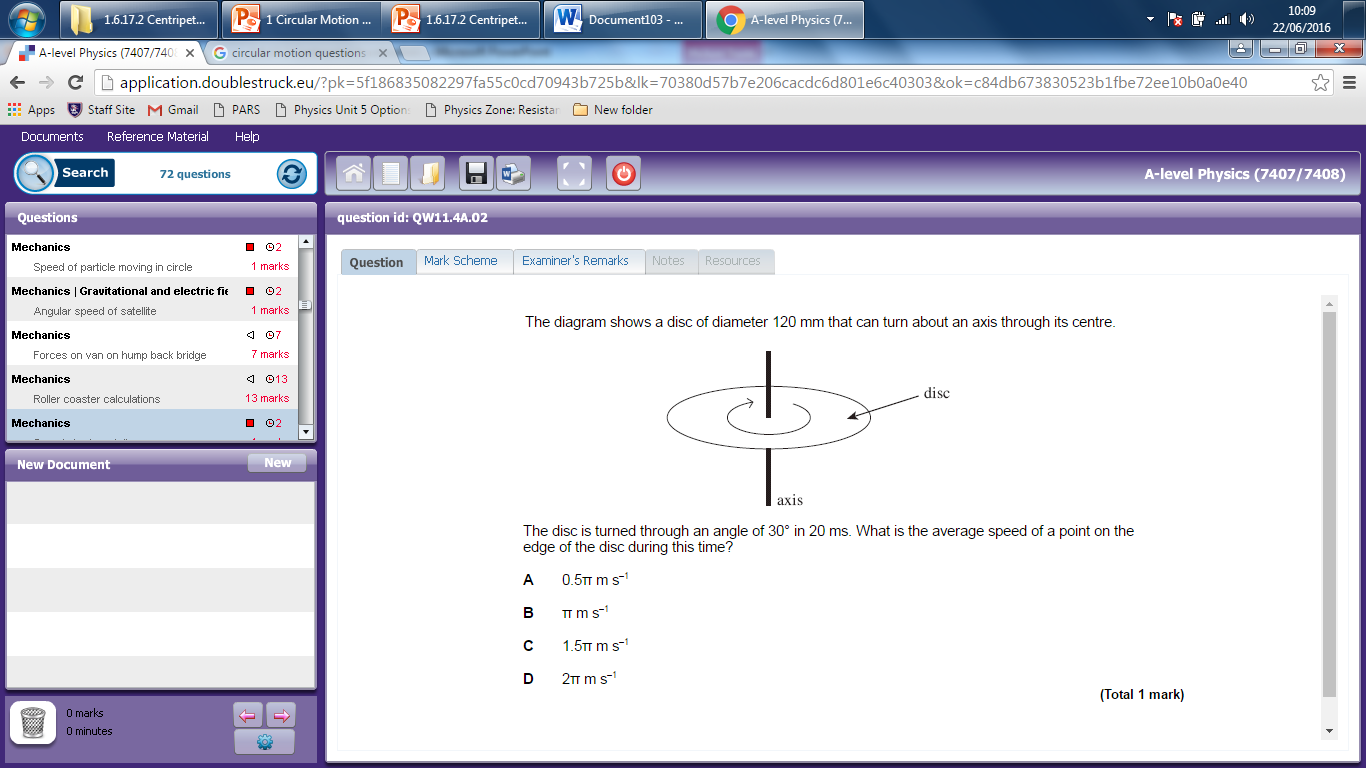 1.6.17.2 Centripet...
1 Circular Motion ...
1.6.17.2 Centripet...
Document103 - ...
A-level Physics (7...
10:09
22/06/2016
A-level Physics (7407/740
circular motion questions
application.doublestruck.eu/?pk=5f186835082297fa55c0cd70943b725b&lk=70380d57b7e206cacdc6d801e6c40303&ok=c84db673830523b1fbe72ee10b0a0e40
Apps
Staff Site
Gmail
PARS
Physics Unit 5 Option
Physics Zone: Resistar
New folder
Documents
Reference Material
Help
Search
72 questions
A-level Physics (7407/7408)
Questions
question id: QW11.4A.02
Mechanics
2
Speed of particle moving in circle
1 marks
Mechanics | Gravitational and electric fie
2
Angular speed of satellite
1 marks
Mechanics
7
Forces on van on hump back bridge
7 marks
Mechanics
13
Roller coaster calculations
13 marks
Mechanics
2
New Document
New
0 marks
0 minutes
Question
Mark Scheme
Examiner's Remarks
Notes
Resources
The diagram shows a disc of diameter 120 mm that can turn about an axis through its centre.
disc
axis
The disc is turned through an angle of 30° in 20 ms. What is the average speed of a point on the
edge of the disc during this time?
A 0.5π m s⁻¹
B π m s⁻¹
C 1.5π m s⁻¹
D 2π m s⁻¹
(Total 1 mark)